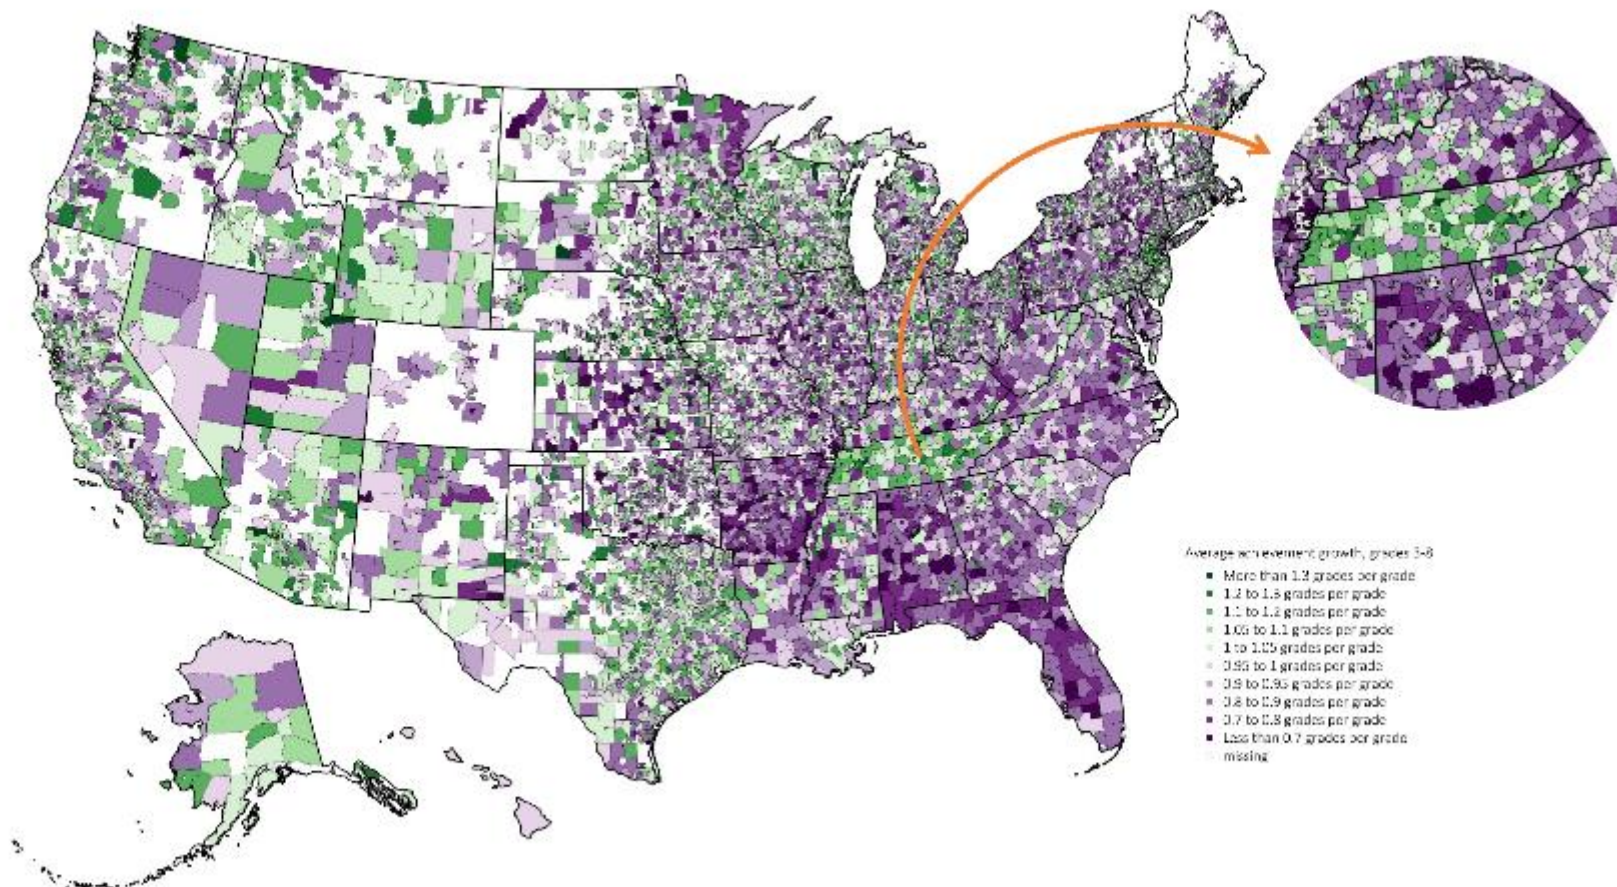 Average achievement growth, grades 3-8
More than 1.3 grades per grade
1.2 to 1.3 grades per grade
1.1 to 1.2 grades per grade
1.05 to 1.1 grades per grade
1 to 1.05 grades per grade
0.95 to 1 grades per grade
0.9 to 0.95 grades per grade
0.8 to 0.9 grades per grade
0.7 to 0.8 grades per grade
Less than 0.7 grades per grade
missing